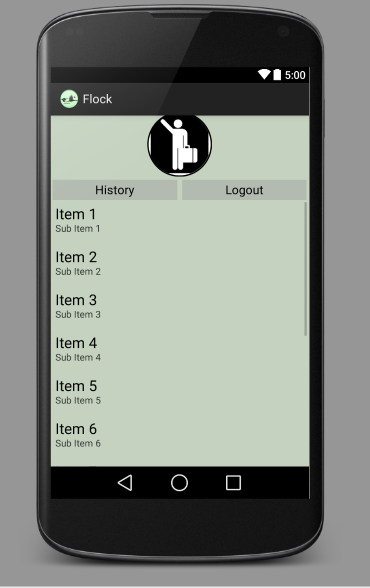 5:00
Flock
History Logout
Item 1
Sub Item 1
Item 2
Sub Item 2
Item 3
Sub Item 3
Item 4
Sub Item 4
Item 5
Sub Item 5
Item 6
Sub Item 6